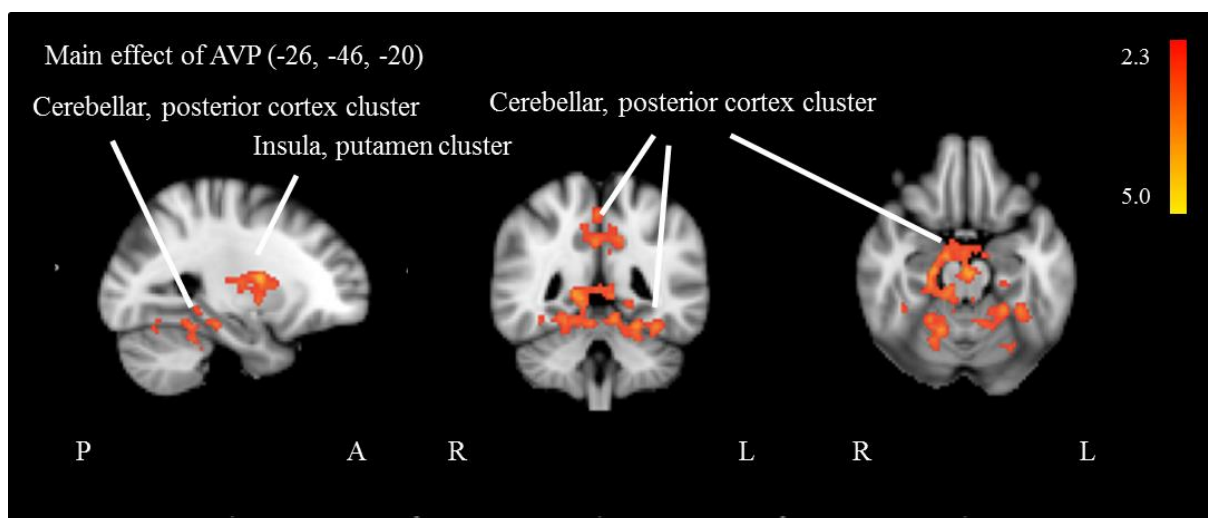 Main effect of AVP (-26, -46, -20)
Cerebellar, posterior cortex cluster
Insula, putamen cluster
Cerebellar, posterior cortex cluster
2.3
5.0
P A R L R L